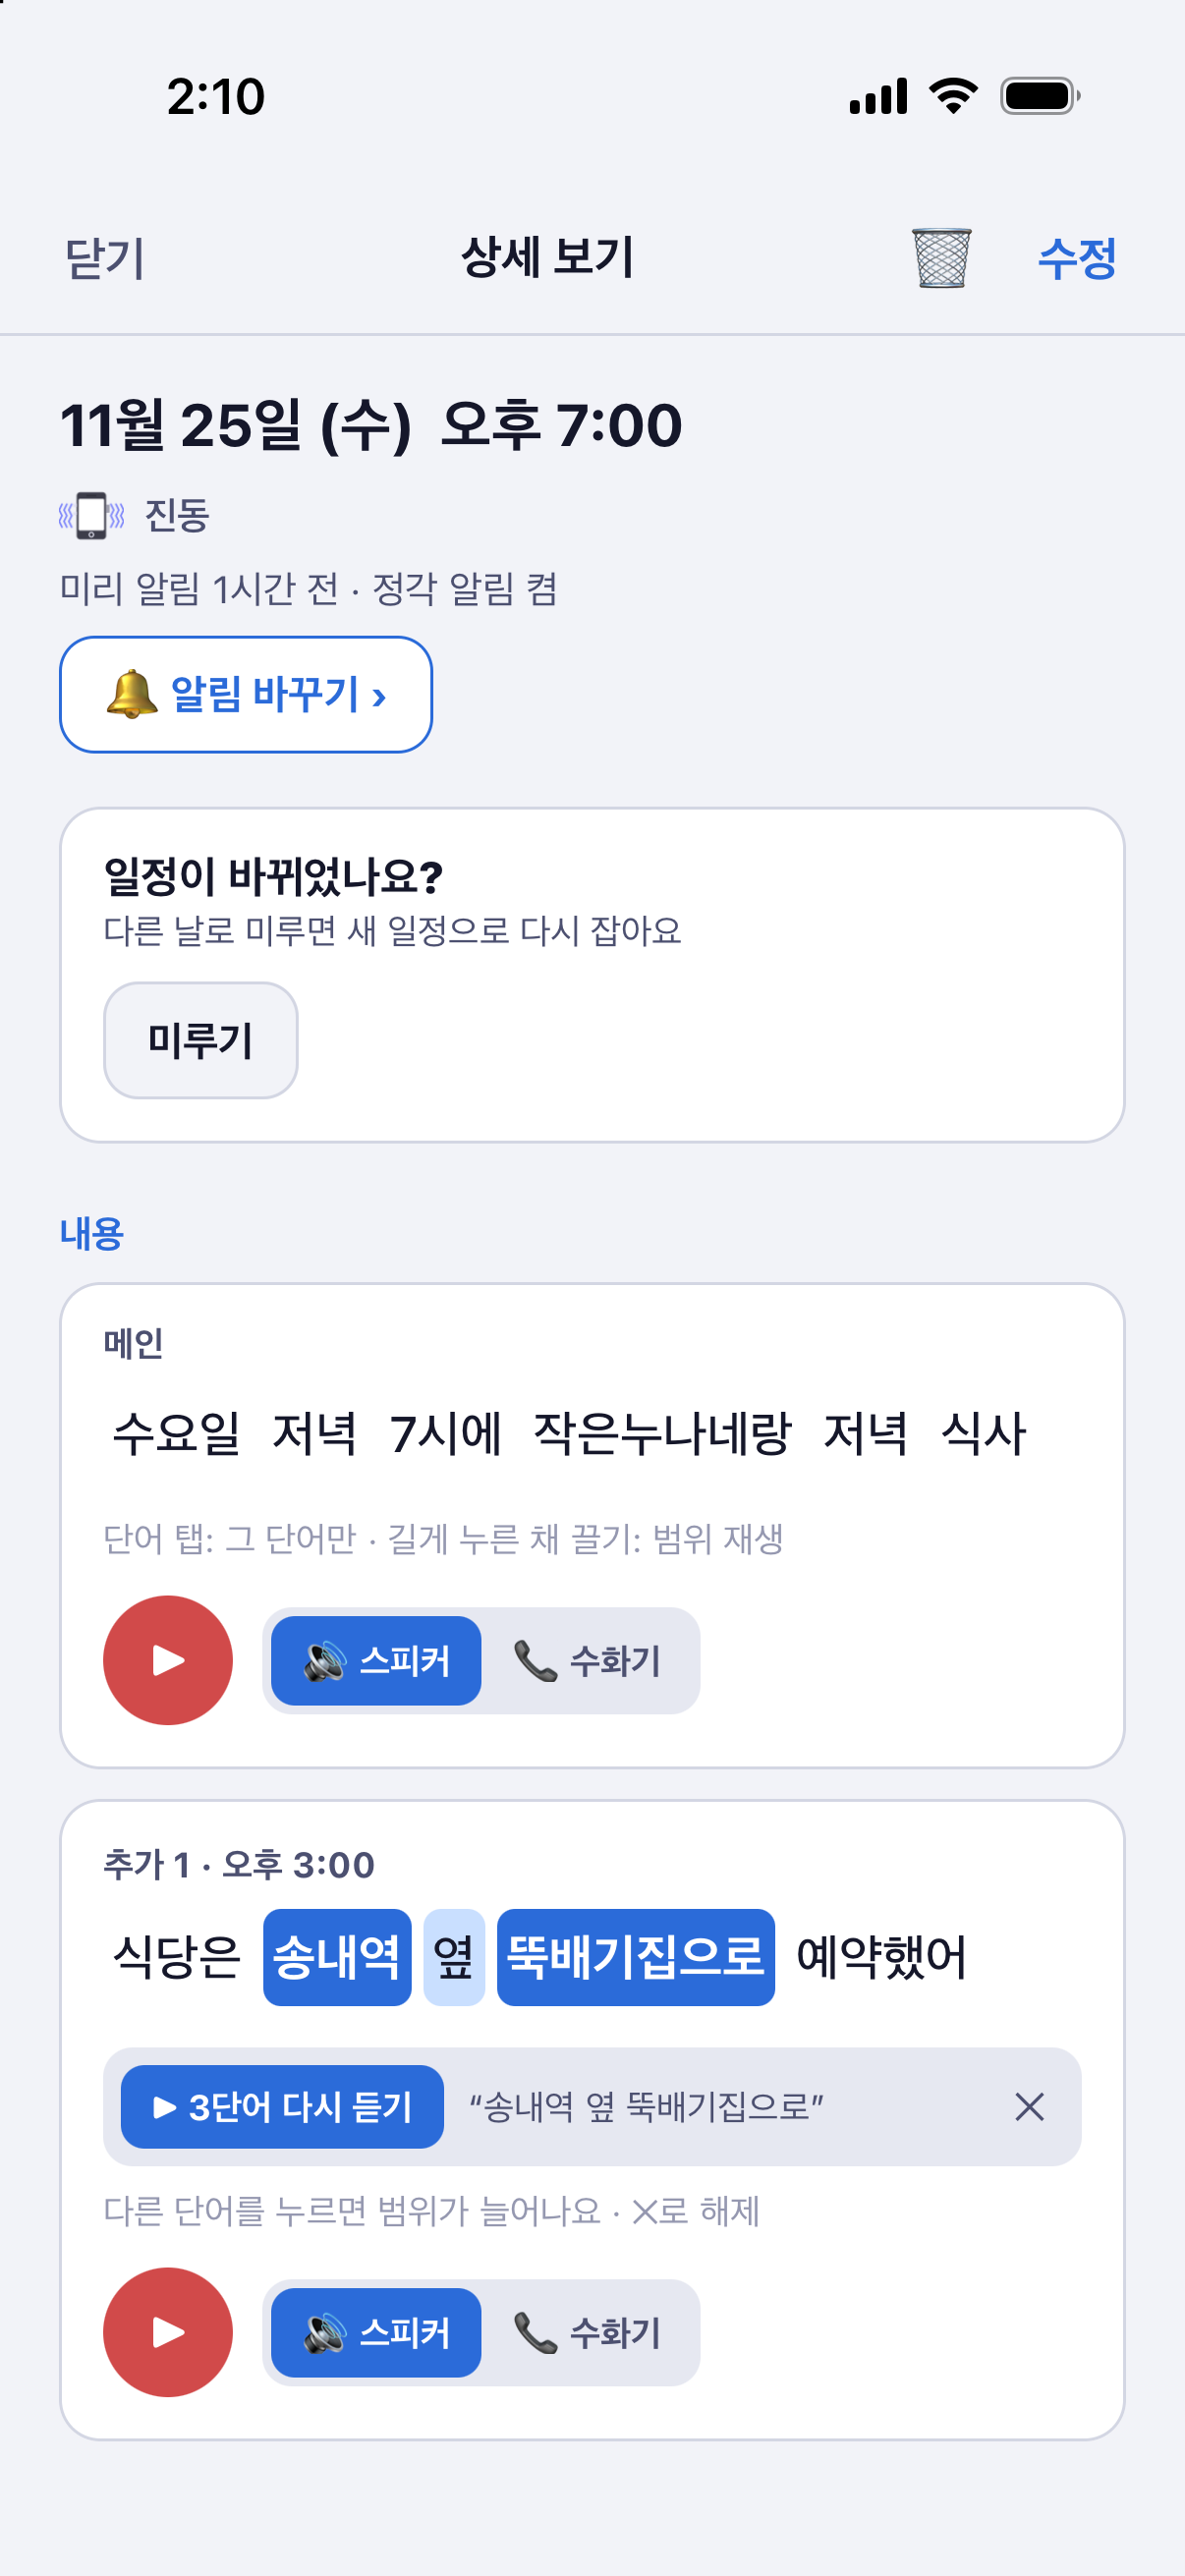 2:10
닫기 상세 보기 수정
11월 25일 (수) 오후 7:00
진동
미리 알림 1시간 전 · 정각 알림 켬
알림 바꾸기 ›
일정이 바뀌었나요?
다른 날로 미루면 새 일정으로 다시 잡아요
미루기
내용
메인
수요일 저녁 7시에 작은누나네랑 저녁 식사
단어 탭: 그 단어만 · 길게 누른 채 끌기: 범위 재생
스피커 수화기
추가 1 · 오후 3:00
식당은 송내역 옆 뚝배기집으로 예약했어
▶ 3단어 다시 듣기 “송내역 옆 뚝배기집으로” ✕
다른 단어를 누르면 범위가 늘어나요 · ✕로 해제
스피커 수화기